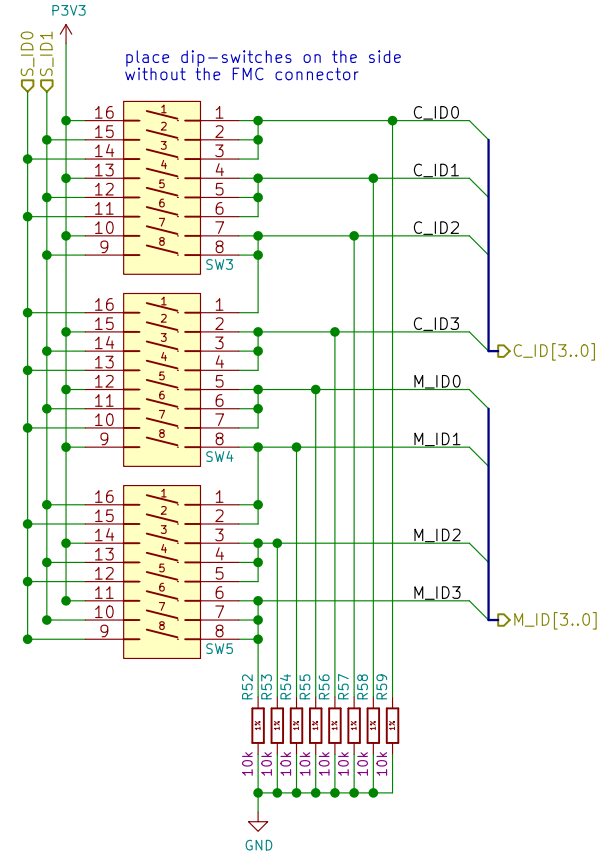 P3V3
S_ID0
S_ID1
place dip-switches on the side
without the FMC connector
16 1 1 C_ID0
15 2 2
14 3 3
13 4 4 C_ID1
12 5 5
11 6 6
10 7 7 C_ID2
9 8 8
SW3
16 1 1
15 2 2 C_ID3
14 3 3
C_ID[3..0]
13 4 4
12 5 5 M_ID0
11 6 6
10 7 7
9 8 8 M_ID1
SW4
16 1 1
15 2 2
14 3 3 M_ID2
13 4 4
12 5 5
11 6 6 M_ID3
10 7 7
M_ID[3..0]
9 8 8
SW5
R52 R53 R54 R55 R56 R57 R58 R59
1% 1% 1% 1% 1% 1% 1% 1%
10k 10k 10k 10k 10k 10k 10k 10k
GND